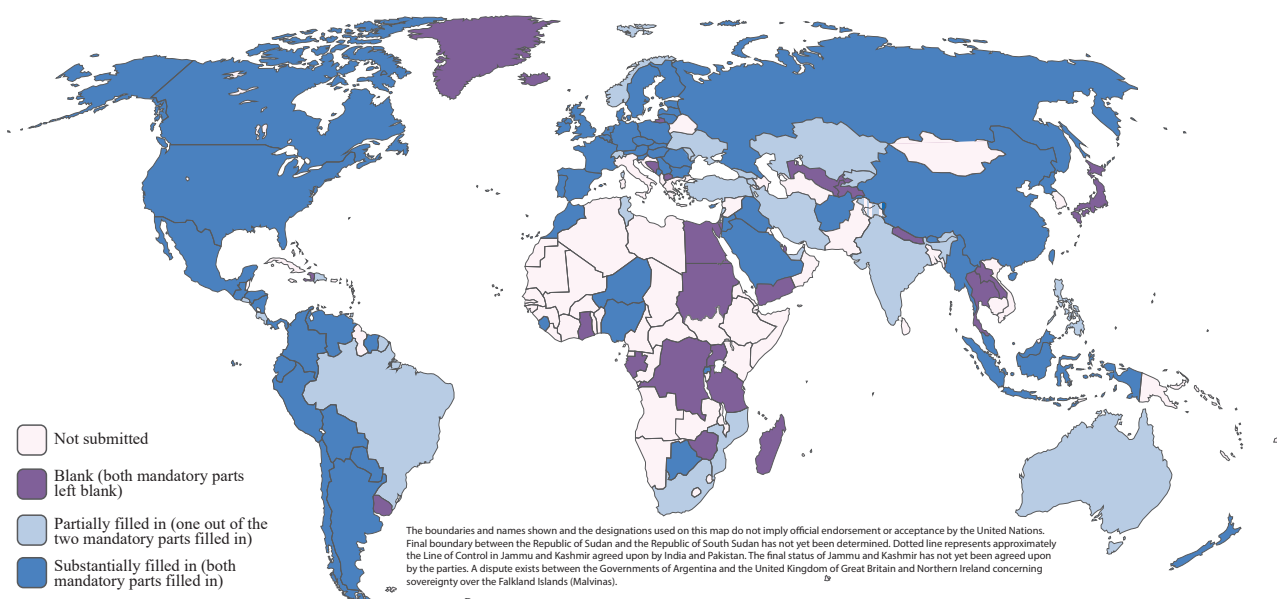 Not submitted
Blank (both mandatory parts
left blank)
Partially filled in (one out of the
two mandatory parts filled in)
Substantially filled in (both
mandatory parts filled in)
The boundaries and names shown and the designations used on this map do not imply official endorsement or acceptance by the United Nations.
Final boundary between the Republic of Sudan and the Republic of South Sudan has not yet been determined. Dotted line represents approximately
the Line of Control in Jammu and Kashmir agreed upon by India and Pakistan. The final status of Jammu and Kashmir has not yet been agreed upon
by the parties. A dispute exists between the Governments of Argentina and the United Kingdom of Great Britain and Northern Ireland concerning
sovereignty over the Falkland Islands (Malvinas).